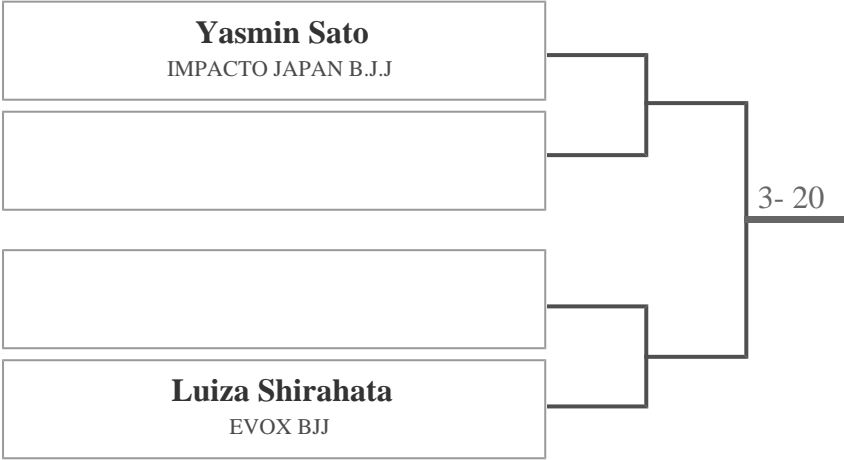 Yasmin Sato
IMPACTO JAPAN B.J.J
3- 20
Luiza Shirahata
EVOX BJJ